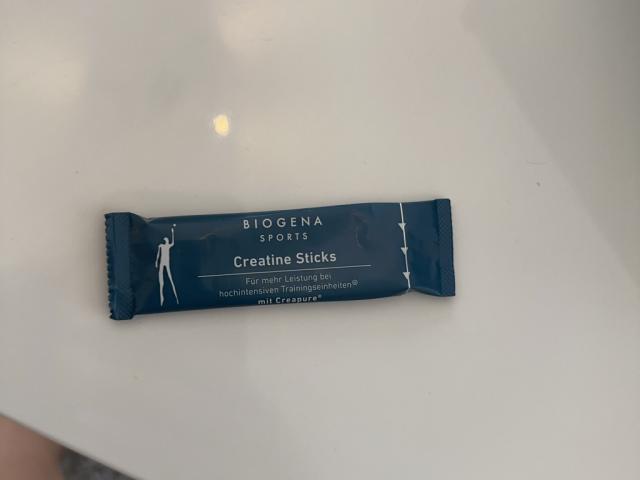 BIOGENA
SPORTS
Creatine Sticks
Für mehr Leistung bei
hochintensiven Trainingseinheiten®
mit Creapure®